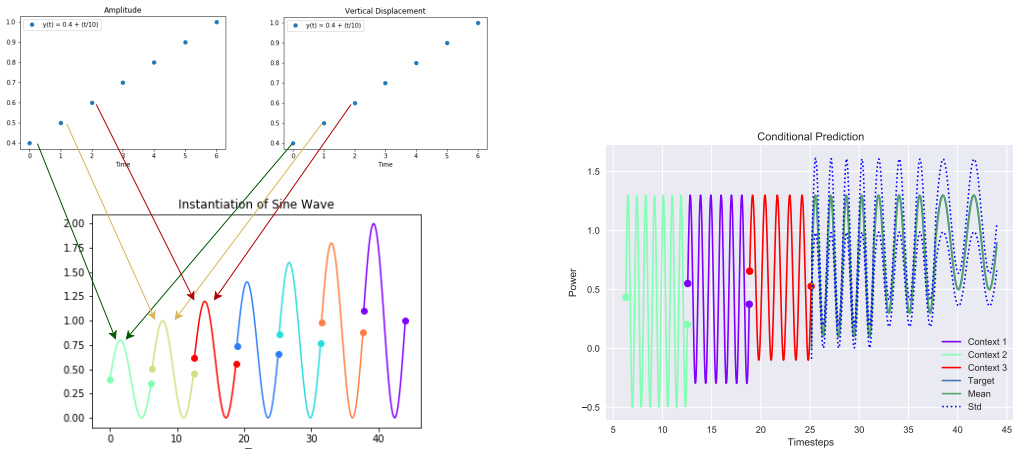 Amplitude
y(t) = 0.4 + (t/10)
1.0
0.9
0.8
0.7
0.6
0.5
0.4
0 1 2 3 4 5 6
Time
Vertical Displacement
y(t) = 0.4 + (t/10)
1.0
0.9
0.8
0.7
0.6
0.5
0.4
0 1 2 3 4 5 6
Time
Instantiation of Sine Wave
2.00
1.75
1.50
1.25
1.00
0.75
0.50
0.25
0.00
0 10 20 30 40
Conditional Prediction
Power
1.5
1.0
0.5
0.0
−0.5
5 10 15 20 25 30 35 40 45
Timesteps
Context 1
Context 2
Context 3
Target
Mean
Std